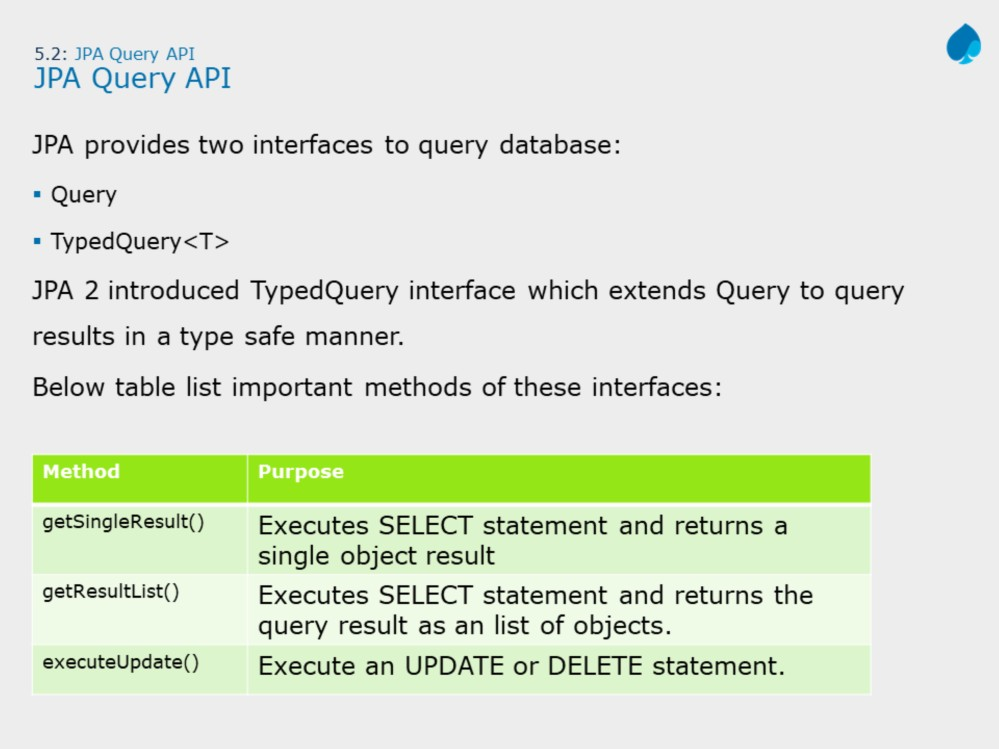 5.2: JPA Query API
JPA Query API
JPA provides two interfaces to query database:
▪ Query
▪ TypedQuery<T>
JPA 2 introduced TypedQuery interface which extends Query to query
results in a type safe manner.
Below table list important methods of these interfaces:
Method Purpose
getSingleResult() Executes SELECT statement and returns a
single object result
getResultList() Executes SELECT statement and returns the
query result as an list of objects.
executeUpdate() Execute an UPDATE or DELETE statement.